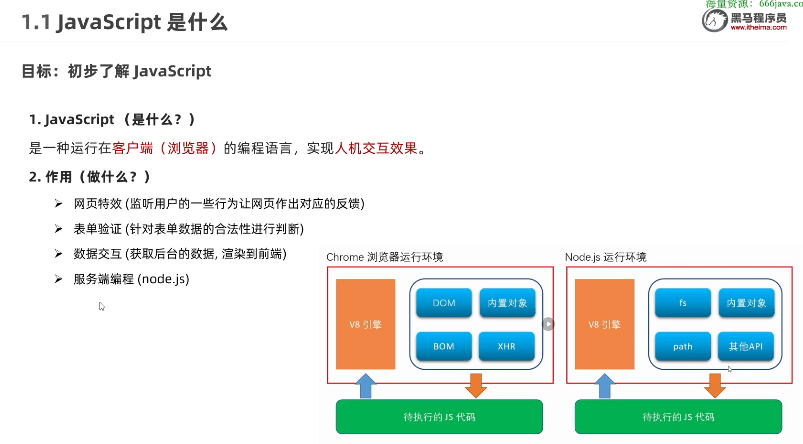 海量资源：666java.co
1.1 JavaScript 是什么
黑马程序员
www.itheima.com
目标：初步了解 JavaScript
1. JavaScript （是什么？）
是一种运行在客户端（浏览器）的编程语言，实现人机交互效果。
2. 作用（做什么？）
网页特效 (监听用户的一些行为让网页作出对应的反馈)
表单验证 (针对表单数据的合法性进行判断)
数据交互 (获取后台的数据, 渲染到前端)
服务端编程 (node.js)
Chrome 浏览器运行环境
V8 引擎
DOM
内置对象
BOM
XHR
待执行的 JS 代码
Node.js 运行环境
V8 引擎
fs
内置对象
path
其他API
待执行的 JS 代码